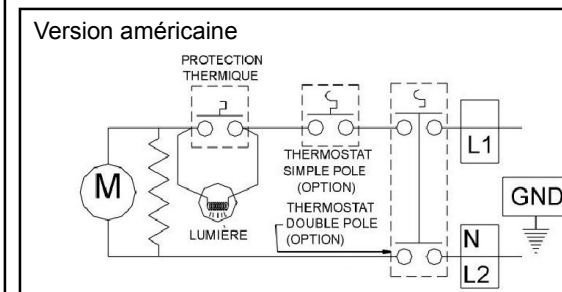 Version américaine
PROTECTION
THERMIQUE
L1
THERMOSTAT
SIMPLE POLE
(OPTION)
M
LUMIÈRE
THERMOSTAT
DOUBLE POLE
(OPTION)
GND
N
L2